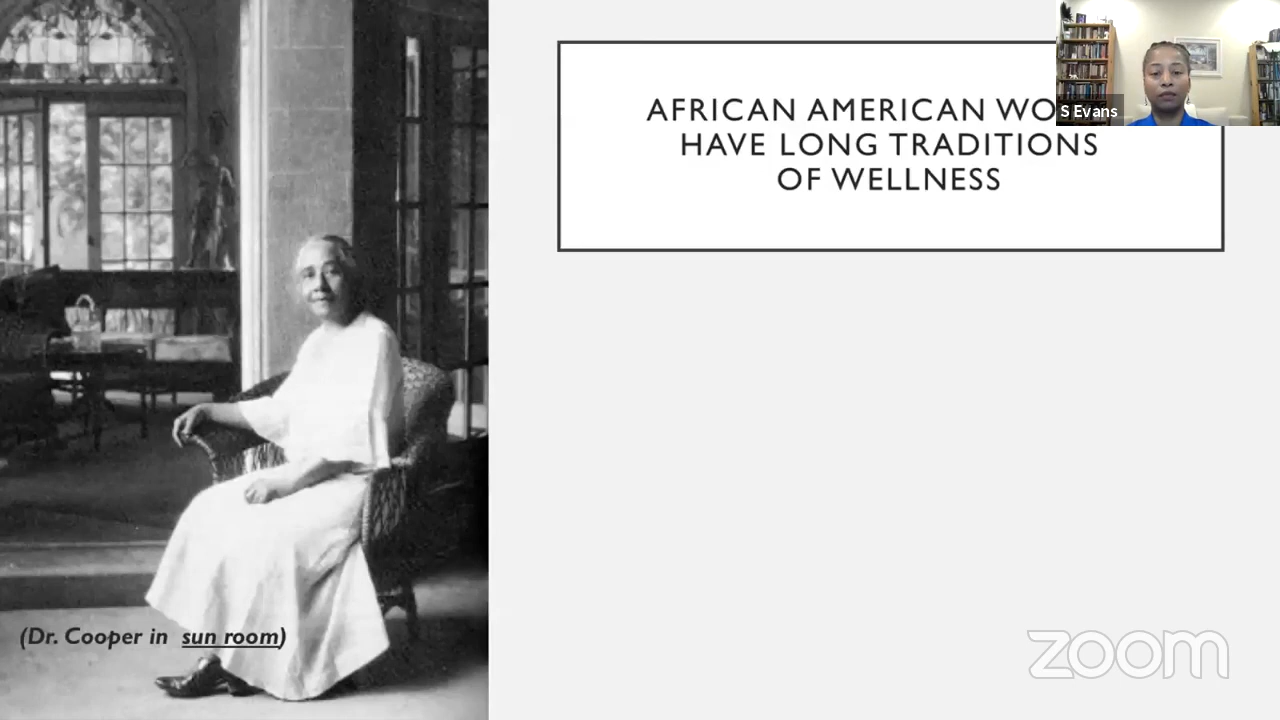 AFRICAN AMERICAN WO
HAVE LONG TRADITIONS
OF WELLNESS
S Evans
(Dr. Cooper in sun room)
zoom